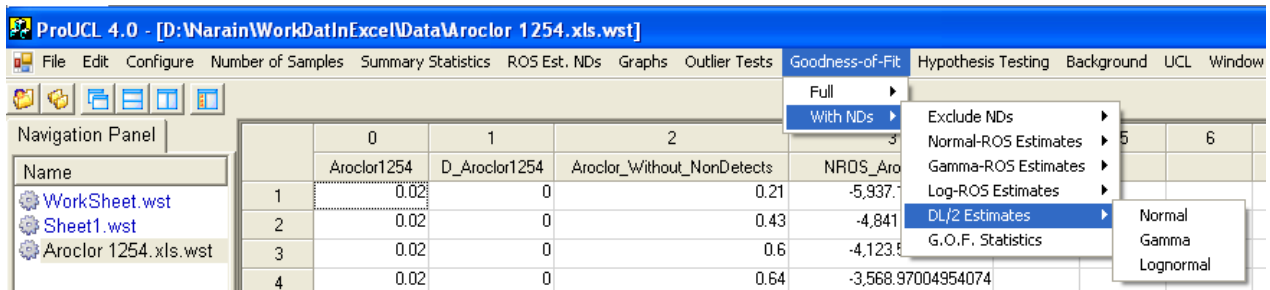 ProUCL 4.0 - [D:\Narain\WorkDatInExcel\Data\Aroclor 1254.xls.wst]
File Edit Configure Number of Samples Summary Statistics ROS Est. NDs Graphs Outlier Tests Goodness-of-Fit Hypothesis Testing Background UCL Window
Full
With NDs
Exclude NDs
Normal-ROS Estimates
Gamma-ROS Estimates
Log-ROS Estimates
DL/2 Estimates
G.O.F. Statistics
Normal
Gamma
Lognormal
Navigation Panel
Name
WorkSheet.wst
Sheet1.wst
Aroclor 1254.xls.wst
0 1 2 3 5 6
Aroclor1254 D_Aroclor1254 Aroclor_Without_NonDetects NROS_Aro
1 0.02 0 0.21 -5,937.
2 0.02 0 0.43 -4,841
3 0.02 0 0.6 -4,123.
4 0.02 0 0.64 -3,568.97004954074